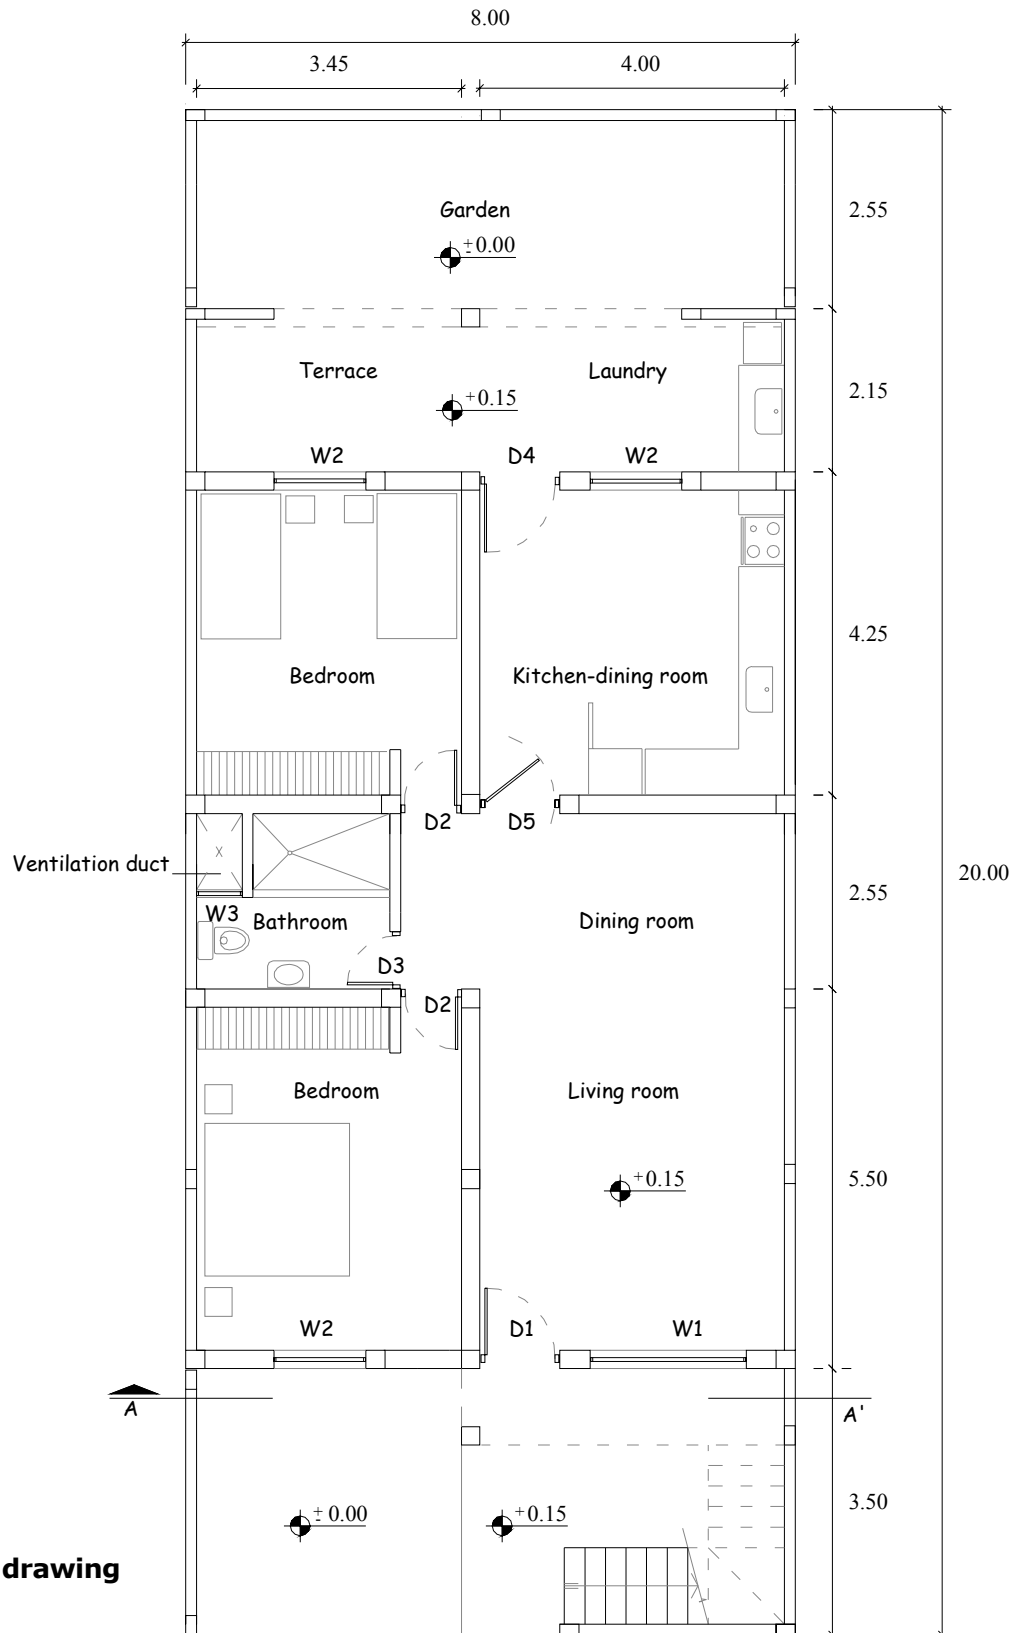 8.00
3.45
4.00
Garden
2.55
±0.00
Terrace
Laundry
2.15
+0.15
W2
D4
W2
4.25
Bedroom
Kitchen-dining room
D2
D5
Ventilation duct
20.00
2.55
W3
Bathroom
Dining room
D3
D2
Bedroom
Living room
+0.15
5.50
W2
D1
W1
A
A'
3.50
± 0.00
+0.15
drawing